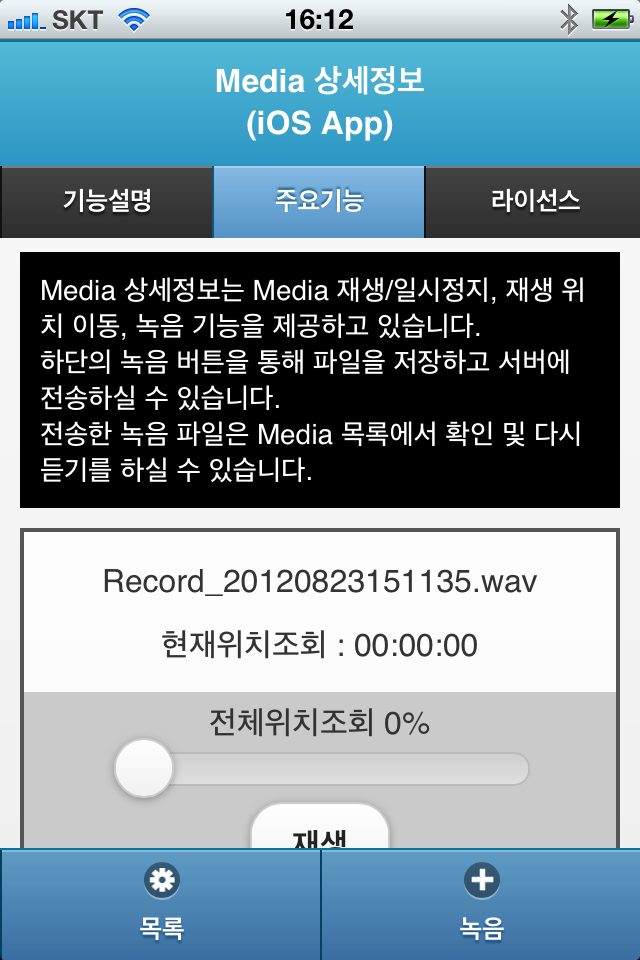 SKT 16:12
Media 상세정보
(iOS App)
기능설명 주요기능 라이선스
Media 상세정보는 Media 재생/일시정지, 재생 위
치 이동, 녹음 기능을 제공하고 있습니다.
하단의 녹음 버튼을 통해 파일을 저장하고 서버에
전송하실 수 있습니다.
전송한 녹음 파일은 Media 목록에서 확인 및 다시
듣기를 하실 수 있습니다.
Record_20120823151135.wav
현재위치조회 : 00:00:00
전체위치조회 0%
재생
목록 녹음